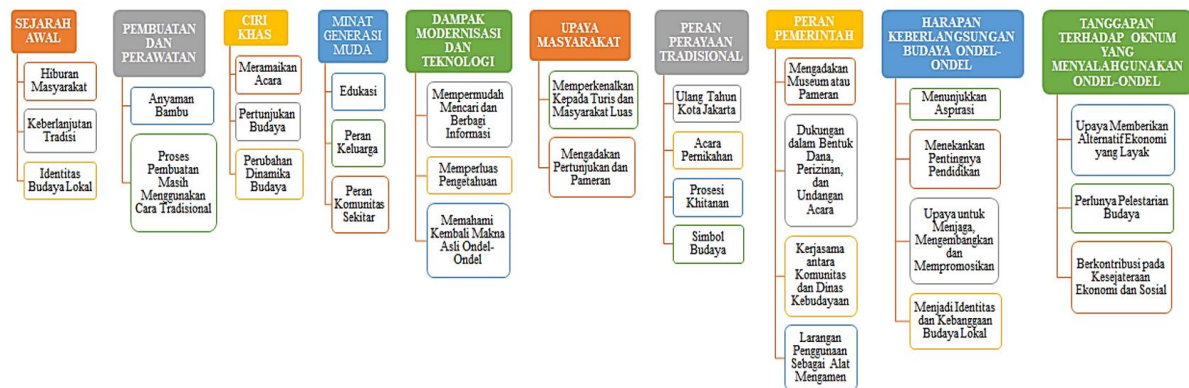 SEJARAH
AWAL
Hiburan
Masyarakat
Keberlanjutan
Tradisi
Identitas
Budaya Lokal
PEMBUATAN
DAN
PERAWATAN
Anyaman
Bambu
Proses
Pembuatan
Masih
Menggunakan
Cara Tradisional
CIRI
KHAS
Meramaikan
Acara
Pertunjukan
Budaya
Perubahan
Dinamika
Budaya
MINAT
GENERASI
MUDA
Edukasi
Peran
Keluarga
Peran
Komunitas
Sekitar
DAMPAK
MODERNISASI
DAN
TEKNOLOGI
Mempermudah
Mencari dan
Berbagi
Informasi
Memperluas
Pengetahuan
Memahami
Kembali Makna
Asli Ondel-
Ondel
UPAYA
MASYARAKAT
Memperkenalkan
Kepada Turis dan
Masyarakat Luas
Mengadakan
Pertunjukan dan
Pameran
PERAN
PERAYAAN
TRADISIONAL
Ulang Tahun
Kota Jakarta
Acara
Pernikahan
Prosesi
Khitanan
Simbol
Budaya
PERAN
PEMERINTAH
Mengadakan
Museum atau
Pameran
Dukungan
dalam Bentuk
Dana,
Perizinan,
dan
Undangan
Acara
Kerjasama
antara
Komunitas
dan Dinas
Kebudayaan
Larangan
Penggunaan
Sebagai Alat
Mengamen
HARAPAN
KEBERLANGSUNGAN
BUDAYA ONDEL-
ONDEL
Menunjukkan
Aspirasi
Menekankan
Pentingnya
Pendidikan
Upaya untuk
Menjaga,
Mengembangkan
dan
Mempromosikan
Menjadi Identitas
dan Kebanggaan
Budaya Lokal
TANGGAPAN
TERHADAP OKNUM
YANG
MENYALAHGUNAKAN
ONDEL-ONDEL
Upaya Memberikan
Alternatif Ekonomi
yang Layak
Perlunya Pelestarian
Budaya
Berkontribusi pada
Kesejateraan
Ekonomi dan Sosial